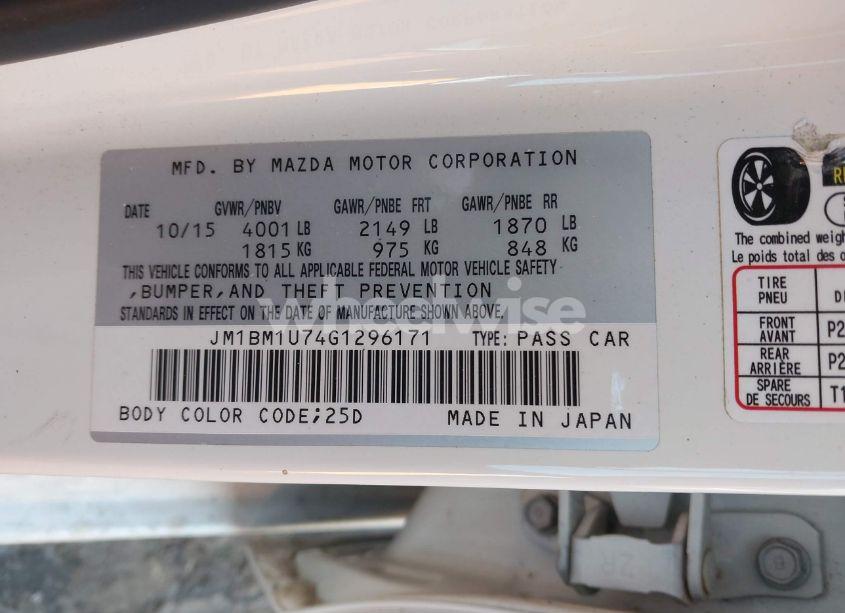 MFD. BY MAZDA MOTOR CORPORATION
DATE GVWR/PNBV GAWR/PNBE FRT GAWR/PNBE RR
10/15 4001 LB 2149 LB 1870 LB
1815 KG 975 KG 848 KG
THIS VEHICLE CONFORMS TO ALL APPLICABLE FEDERAL MOTOR VEHICLE SAFETY
,BUMPER,AND THEFT PREVENTION
STANDARDS IN EFFECT ON THE DATE OF MANUFACTURE SHOWN ABOVE.
wheelwise
JM1BM1U74G1296171 TYPE: PASS CAR
BODY COLOR CODE;25D MADE IN JAPAN
The combined
Le poids total des
TIRE
PNEU
FRONT
AVANT
REAR
ARRIÈRE
SPARE
DE SECOURS